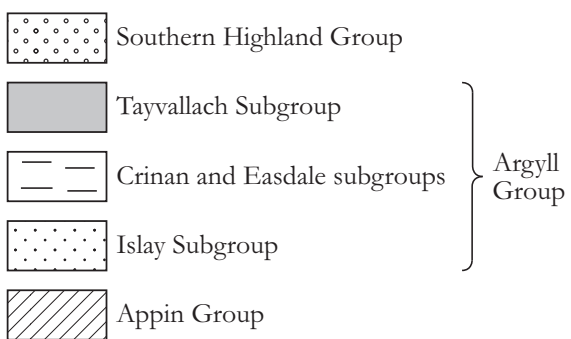 Southern Highland Group
Tayvallach Subgroup
Crinan and Easdale subgroups
Argyll
Group
Islay Subgroup
Appin Group